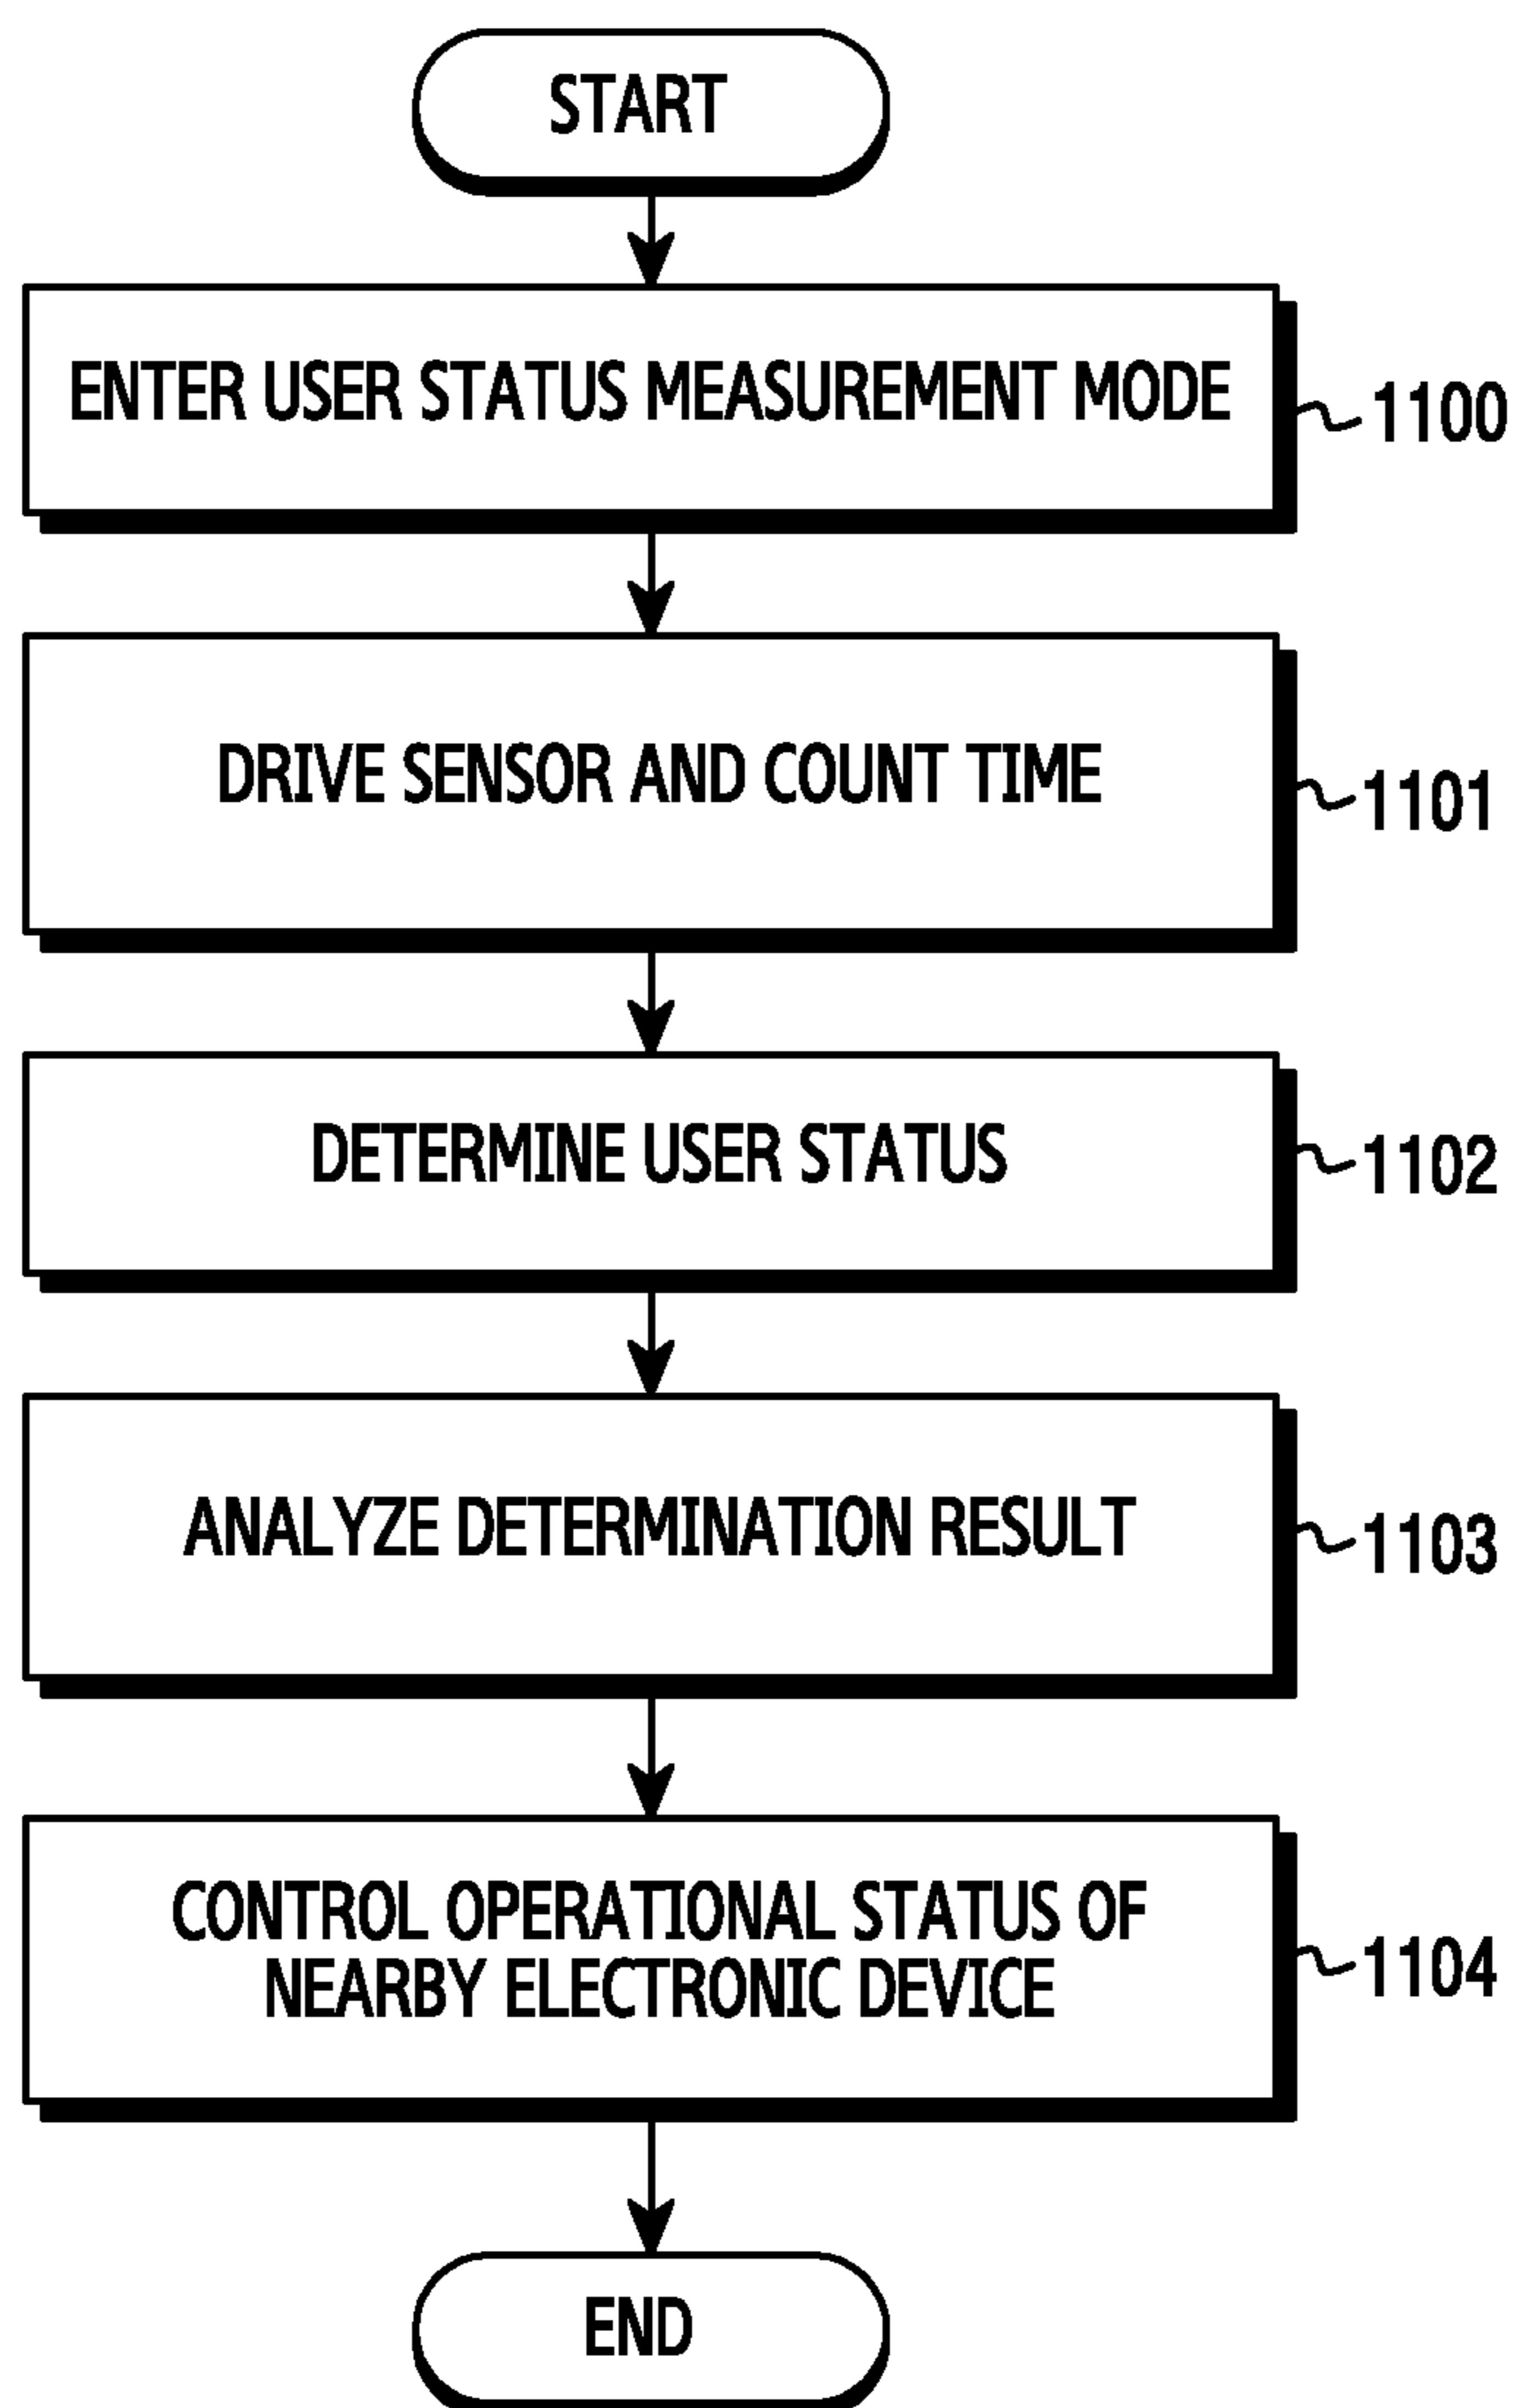 START
ENTER USER STATUS MEASUREMENT MODE
1100
DRIVE SENSOR AND COUNT TIME
1101
DETERMINE USER STATUS
1102
ANALYZE DETERMINATION RESULT
1103
CONTROL OPERATIONAL STATUS OF
NEARBY ELECTRONIC DEVICE
1104
END